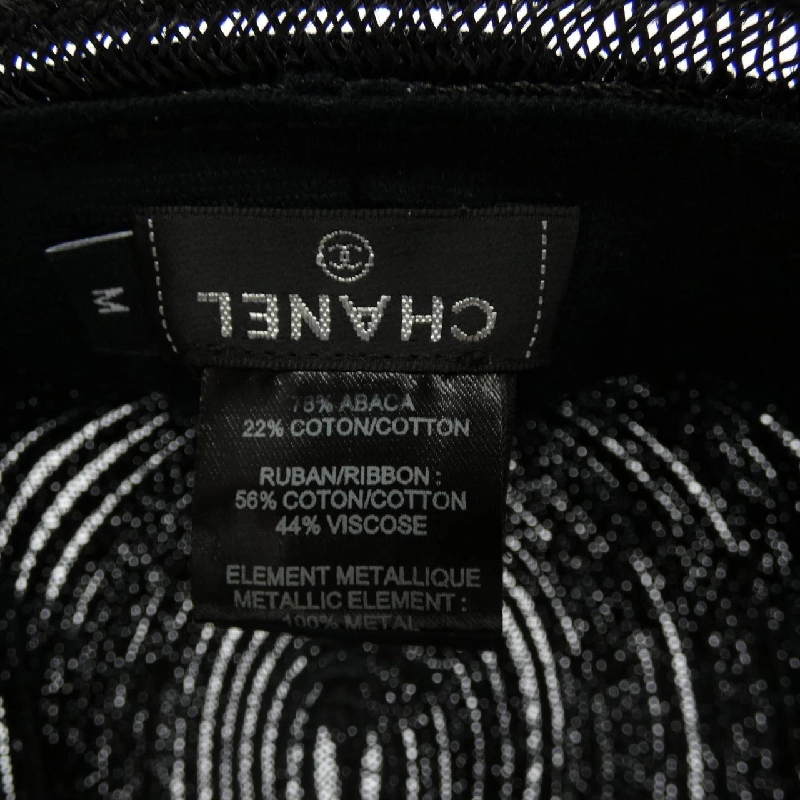 CHANEL
M
78% ABACA
22% COTON/COTTON
RUBAN/RIBBON :
56% COTON/COTTON
44% VISCOSE
ELEMENT METALLIQUE
METALLIC ELEMENT :
100% METAL